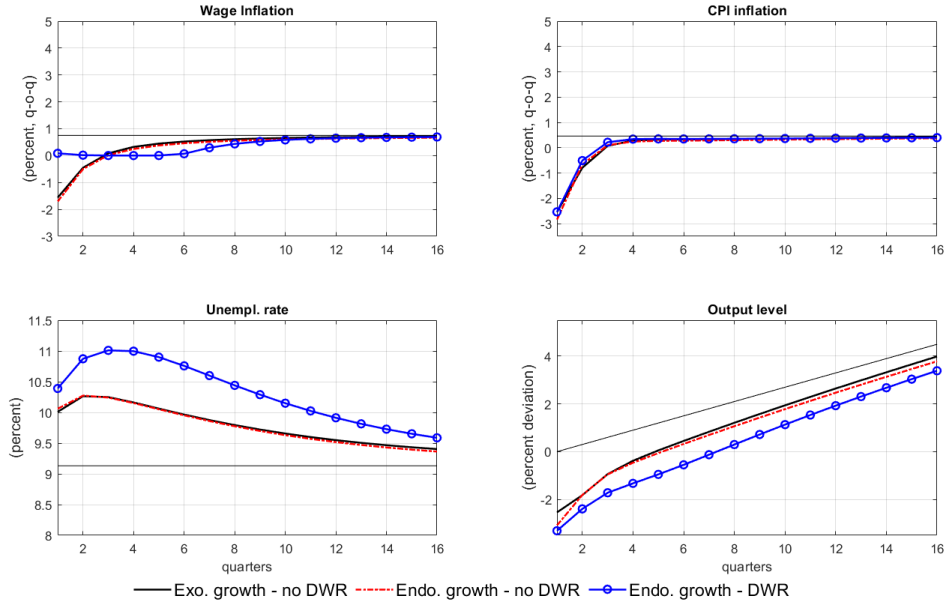 Wage Inflation
(percent, q-o-q)
5
4
3
2
1
0
-1
-2
-3
2 4 6 8 10 12 14 16
CPI inflation
(percent, q-o-q)
5
4
3
2
1
0
-1
-2
-3
2 4 6 8 10 12 14 16
Unempl. rate
(percent)
11.5
11
10.5
10
9.5
9
8.5
8
2 4 6 8 10 12 14 16
quarters
Output level
(percent deviation)
4
2
0
-2
2 4 6 8 10 12 14 16
quarters
Exo. growth - no DWR Endo. growth - no DWR Endo. growth - DWR